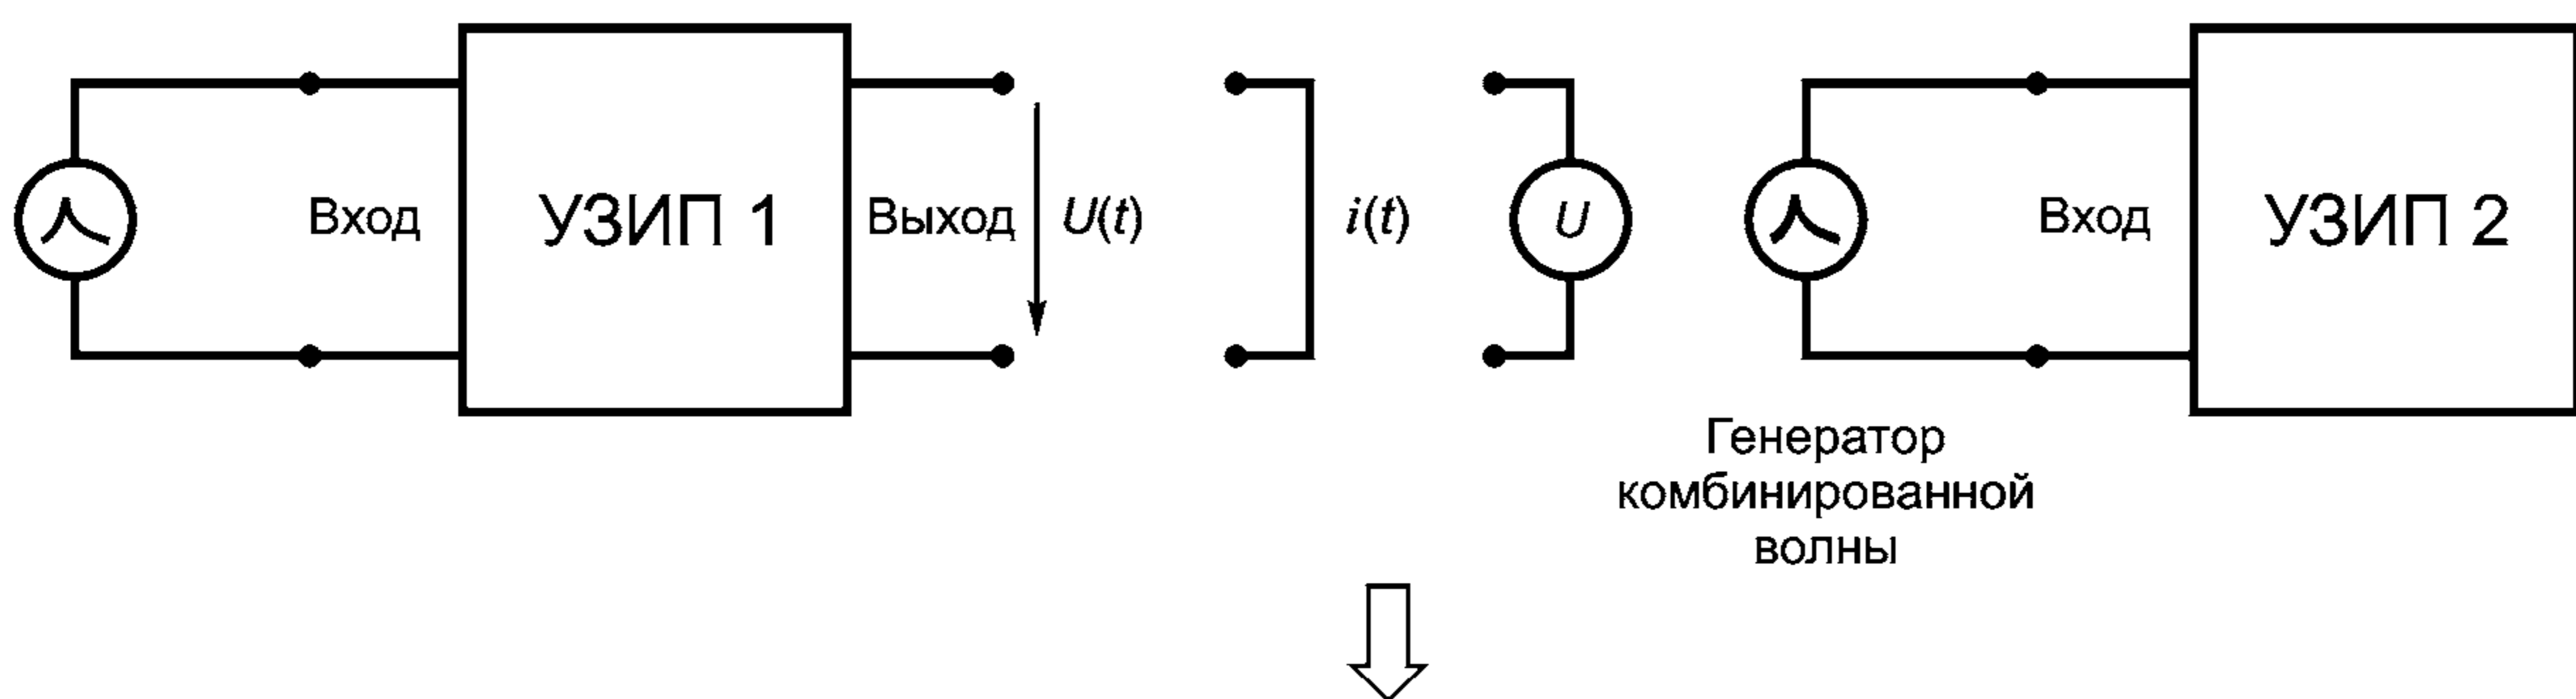 Вход
УЗИП 1
Выход
U(t)
i(t)
U
Вход
УЗИП 2
Генератор
комбинированной
волны